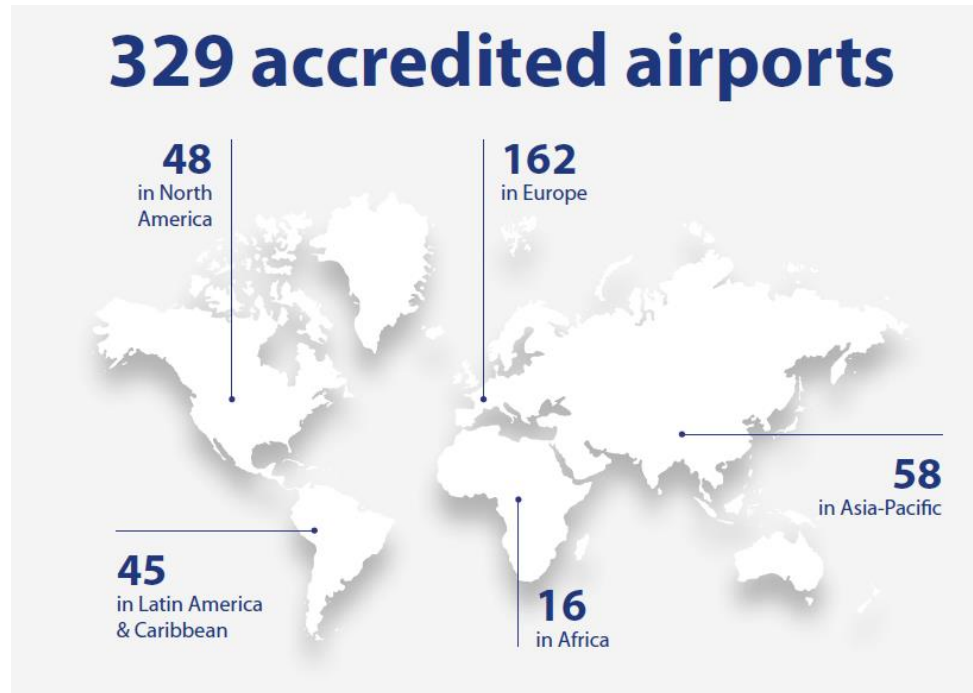 329 accredited airports
48
in North
America
162
in Europe
58
in Asia-Pacific
45
in Latin America
& Caribbean
16
in Africa